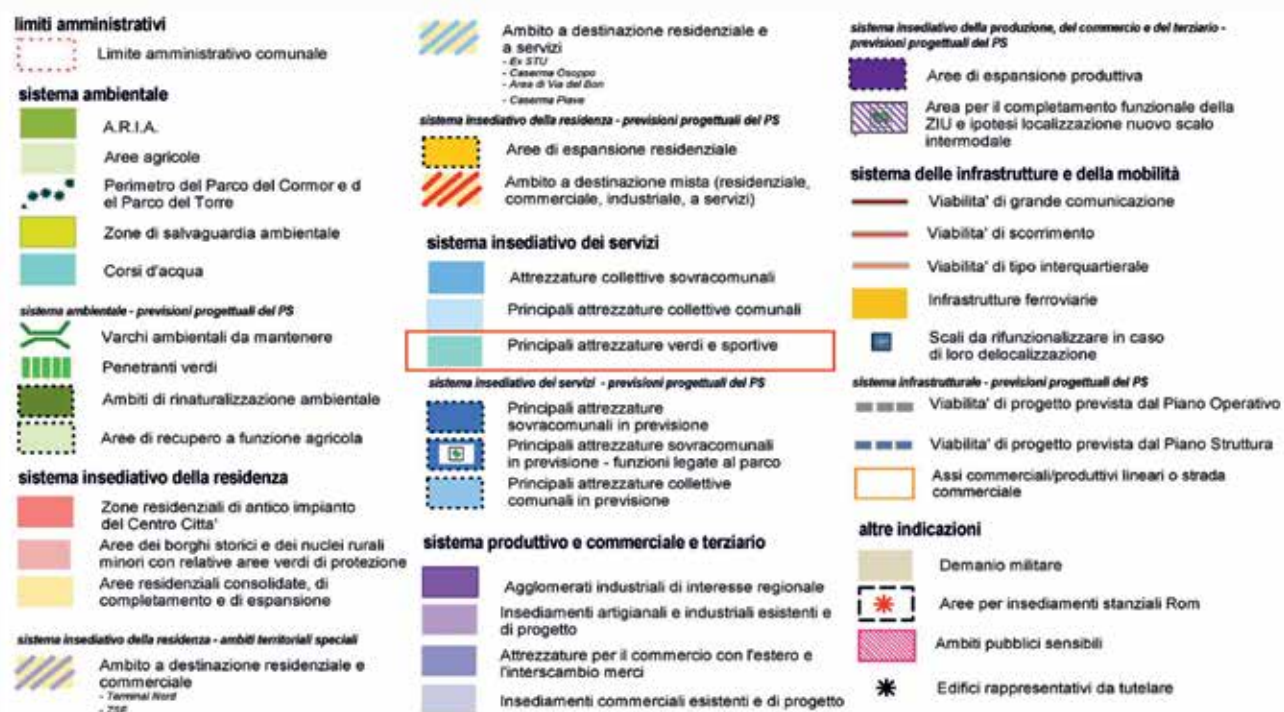 limiti amministrativi
Limite amministrativo comunale
sistema ambientale
A.R.I.A.
Aree agricole
Perimetro del Parco del Cormor e d
el Parco del Torre
Zone di salvaguardia ambientale
Corsi d'acqua
sistema ambientale - previsioni progettuali del PS
Varchi ambientali da mantenere
Penetranti verdi
Ambiti di rinaturalizzazione ambientale
Aree di recupero a funzione agricola
sistema insediativo della residenza
Zone residenziali di antico impianto
del Centro Citta'
Aree dei borghi storici e dei nuclei rurali
minori con relative aree verdi di protezione
Aree residenziali consolidate, di
completamento e di espansione
sistema insediativo della residenza - ambiti territoriali speciali
Ambito a destinazione residenziale e
commerciale
- Terminal Nord
- ZSE
Ambito a destinazione residenziale e
a servizi
- Ex STU
- Caserma Osoppo
- Area di Via del Bon
- Caserma Piave
sistema insediativo della residenza - previsioni progettuali del PS
Aree di espansione residenziale
Ambito a destinazione mista (residenziale,
commerciale, industriale, a servizi)
sistema insediativo dei servizi
Attrezzature collettive sovracomunali
Principali attrezzature collettive comunali
Principali attrezzature verdi e sportive
sistema insediativo dei servizi - previsioni progettuali del PS
Principali attrezzature
sovracomunali in previsione
Principali attrezzature sovracomunali
in previsione - funzioni legate al parco
Principali attrezzature collettive
comunali in previsione
sistema produttivo e commerciale e terziario
Agglomerati industriali di interesse regionale
Insediamenti artigianali e industriali esistenti e
di progetto
Attrezzature per il commercio con l'estero e
l'interscambio merci
Insediamenti commerciali esistenti e di progetto
sistema insediativo della produzione, del commercio e del terziario -
previsioni progettuali del PS
Aree di espansione produttiva
Area per il completamento funzionale della
ZIU e ipotesi localizzazione nuovo scalo
intermodale
sistema delle infrastrutture e della mobilità
Viabilita' di grande comunicazione
Viabilita' di scorrimento
Viabilita' di tipo interquartierale
Infrastrutture ferroviarie
Scali da rifunzionalizzare in caso
di loro delocalizzazione
sistema infrastrutturale - previsioni progettuali del PS
Viabilita' di progetto prevista dal Piano Operativo
Viabilita' di progetto prevista dal Piano Struttura
Assi commerciali/produttivi lineari o strada
commerciale
altre indicazioni
Demanio militare
Aree per insediamenti stanziali Rom
Ambiti pubblici sensibili
Edifici rappresentativi da tutelare